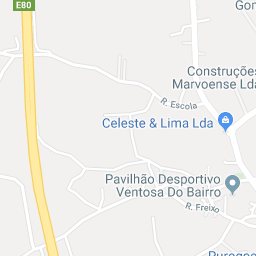 E80
Gon
Construções
Marvoense Lda
R. Escola
Celeste & Lima Lda
Pavilhão Desportivo
Ventosa Do Bairro
R. Freixo